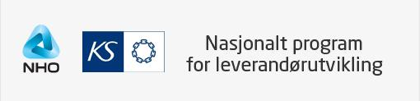 NHO
KS
Nasjonalt program
for leverandørutvikling